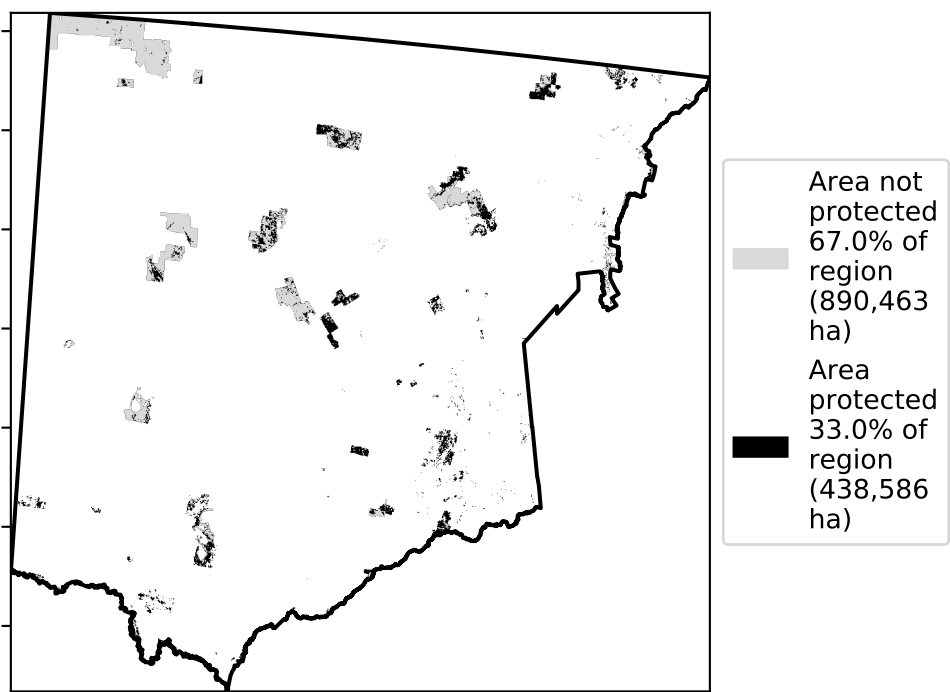 Area not
protected
67.0% of
region
(890,463
ha)
Area
protected
33.0% of
region
(438,586
ha)